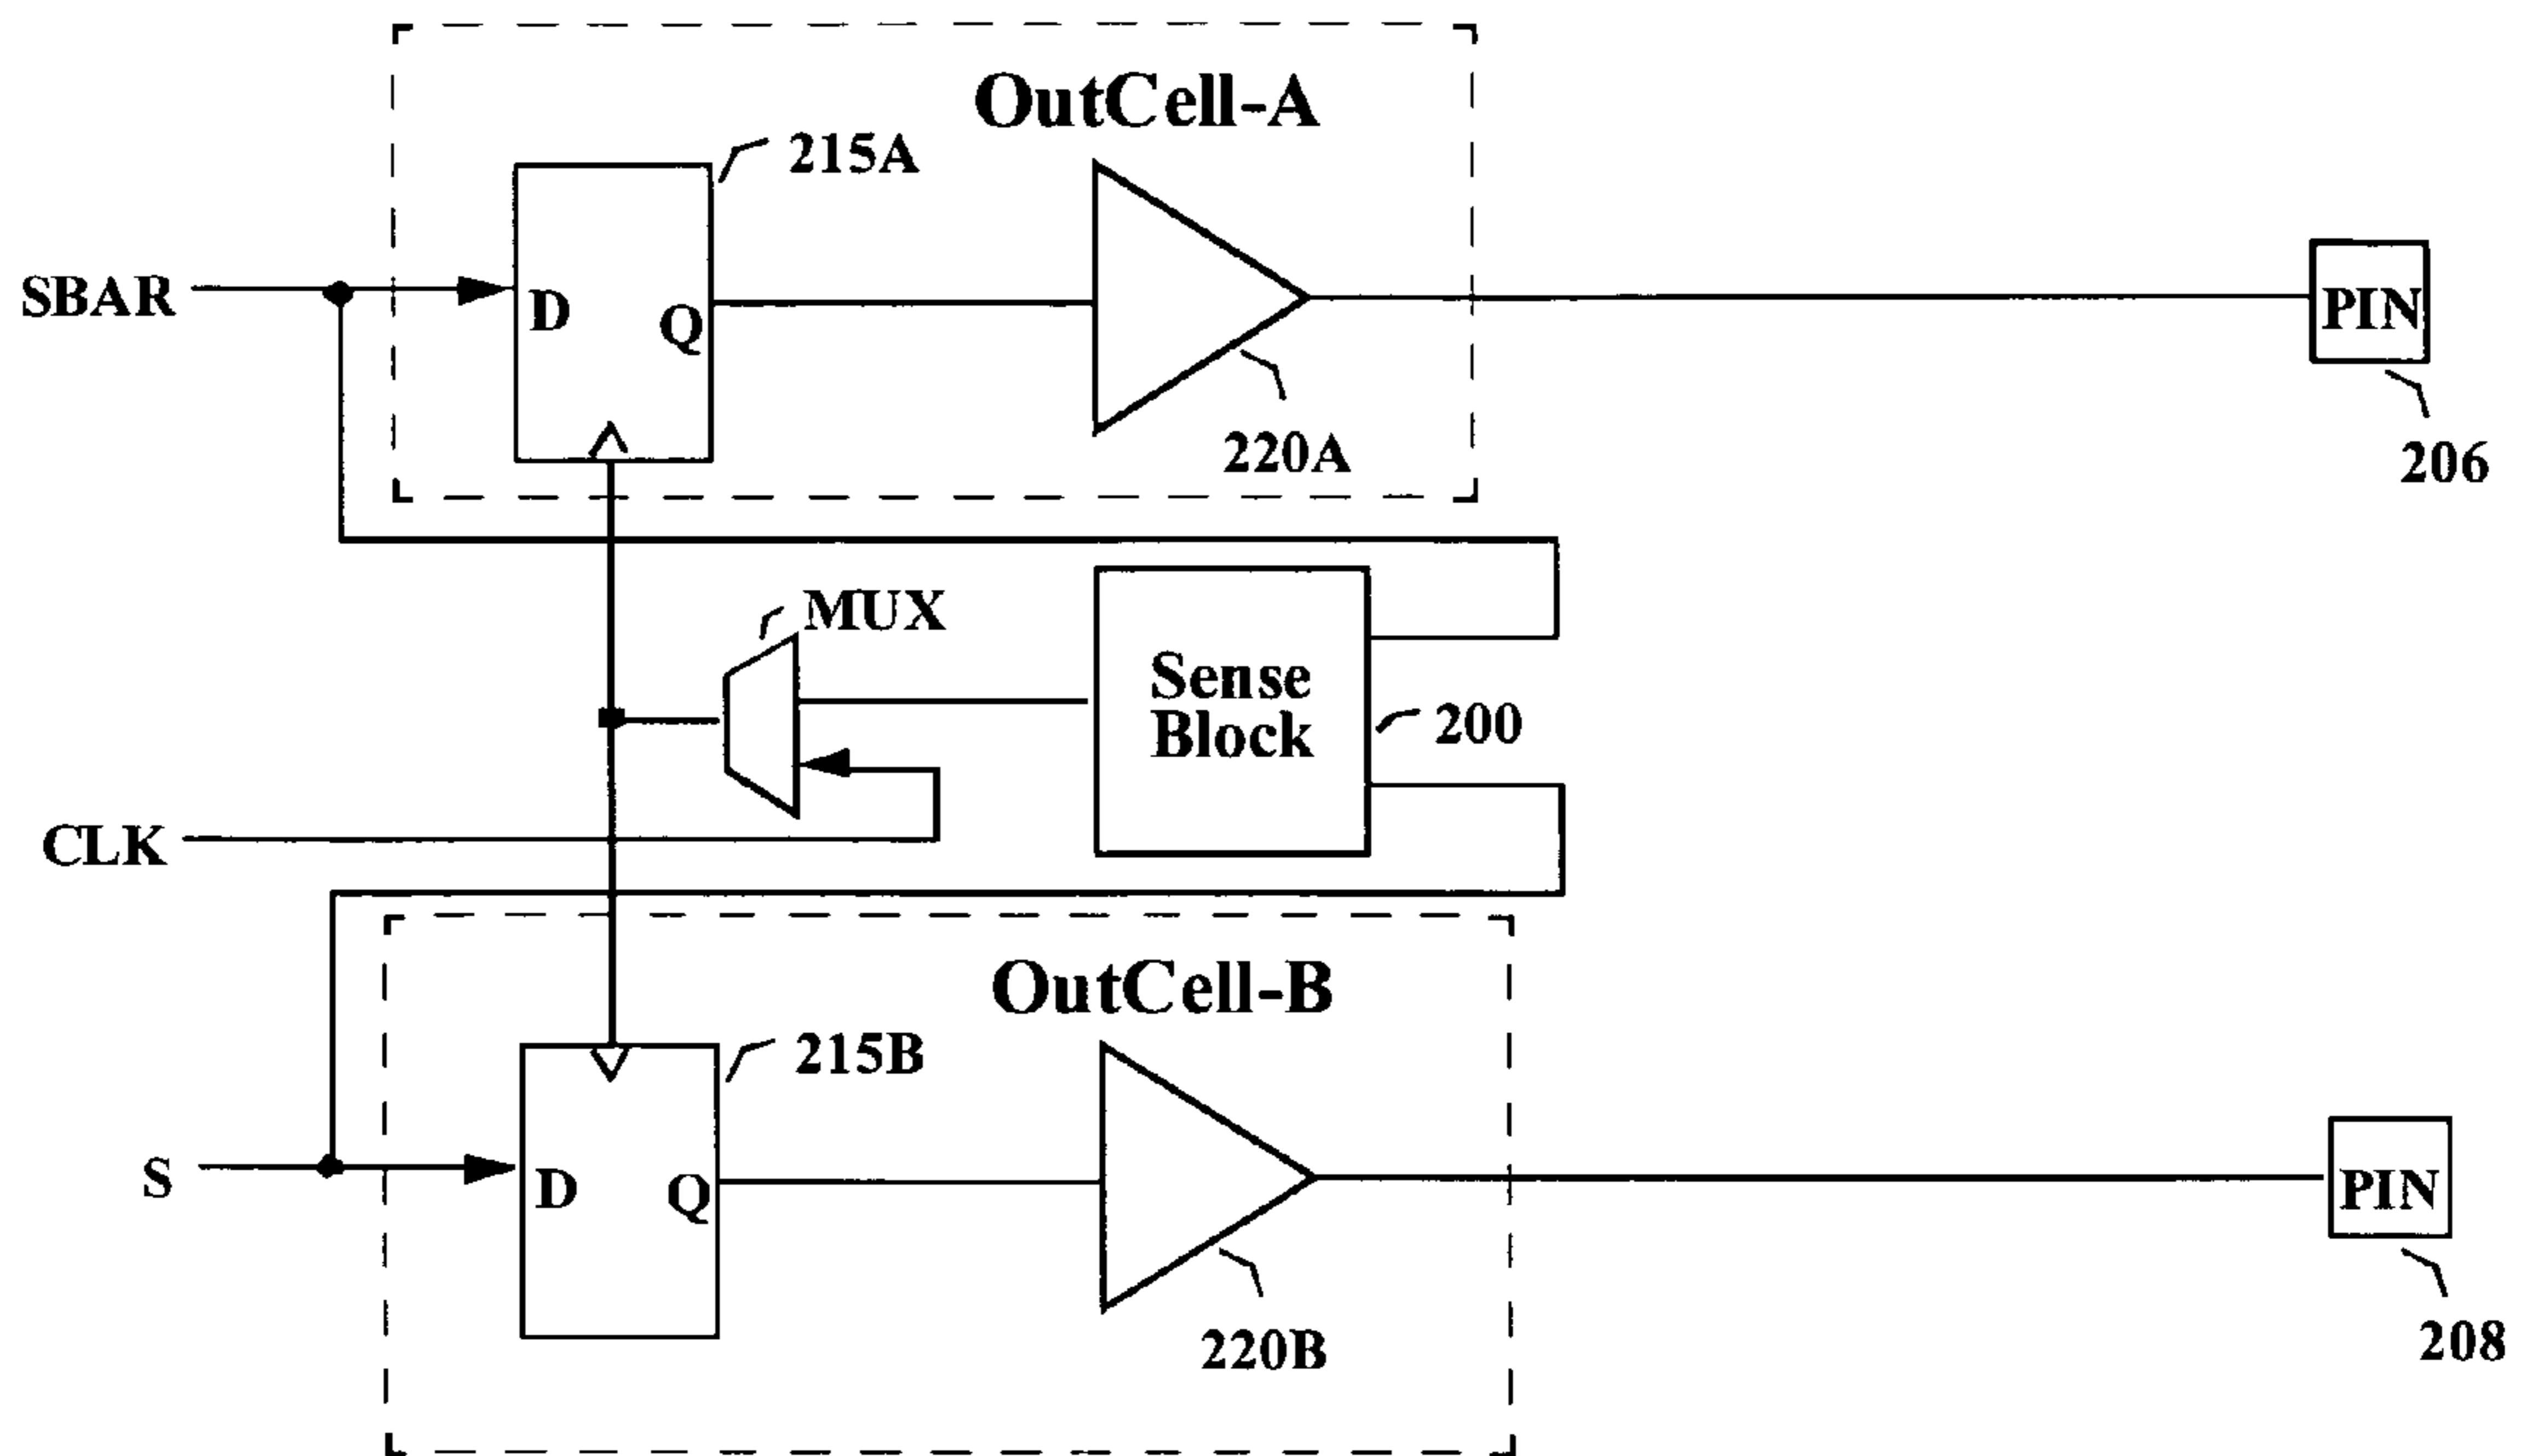 OutCell-A
215A
SBAR
D
Q
PIN
220A
206
MUX
Sense
Block
200
CLK
OutCell-B
215B
S
D
Q
PIN
220B
208